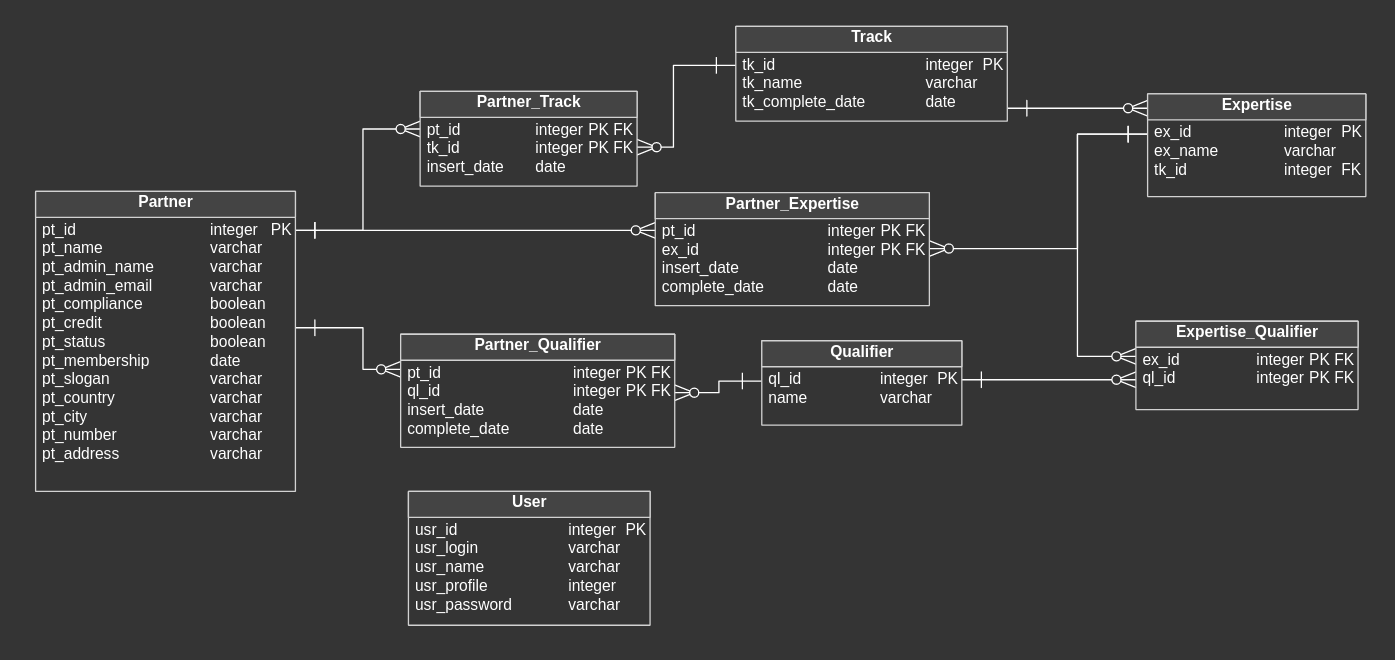 Track
tk_id integer PK
tk_name varchar
tk_complete_date date
Partner_Track
pt_id integer PK FK
tk_id integer PK FK
insert_date date
Expertise
ex_id integer PK
ex_name varchar
tk_id integer FK
Partner
pt_id integer PK
pt_name varchar
pt_admin_name varchar
pt_admin_email varchar
pt_compliance boolean
pt_credit boolean
pt_status boolean
pt_membership date
pt_slogan varchar
pt_country varchar
pt_city varchar
pt_number varchar
pt_address varchar
Partner_Expertise
pt_id integer PK FK
ex_id integer PK FK
insert_date date
complete_date date
Partner_Qualifier
pt_id integer PK FK
ql_id integer PK FK
insert_date date
complete_date date
Qualifier
ql_id integer PK
name varchar
Expertise_Qualifier
ex_id integer PK FK
ql_id integer PK FK
User
usr_id integer PK
usr_login varchar
usr_name varchar
usr_profile integer
usr_password varchar